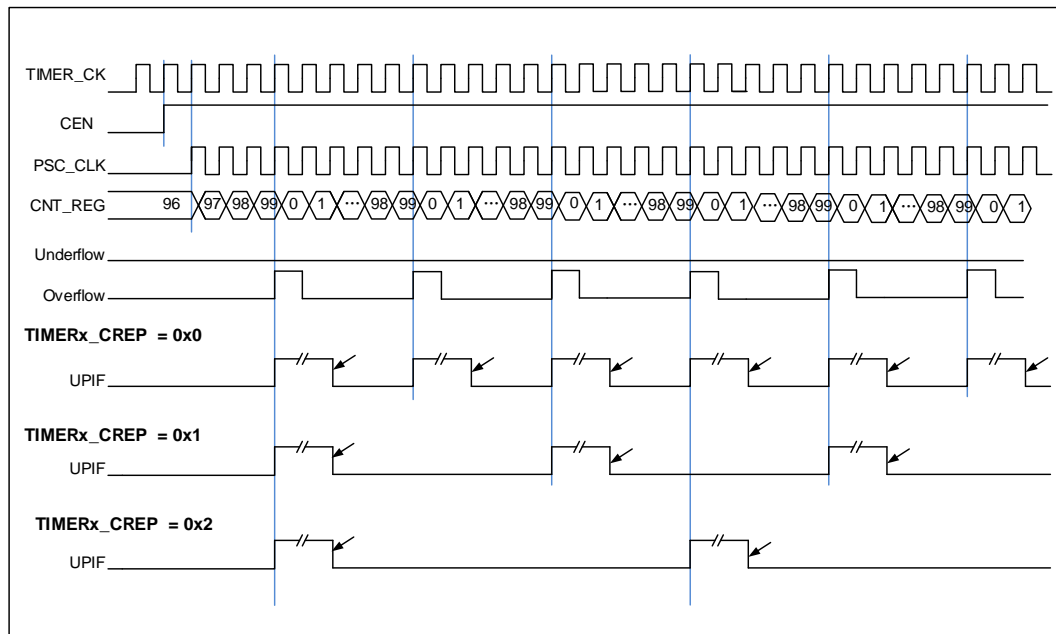 TIMER_CK
CEN
PSC_CLK
CNT_REG 96 97 98 99 0 1 ... 98 99 0 1 ... 98 99 0 1 ... 98 99 0 1 ... 98 99 0 1 ... 98 99 0 1
Underflow
Overflow
TIMERx_CREP = 0x0
UPIF
TIMERx_CREP = 0x1
UPIF
TIMERx_CREP = 0x2
UPIF